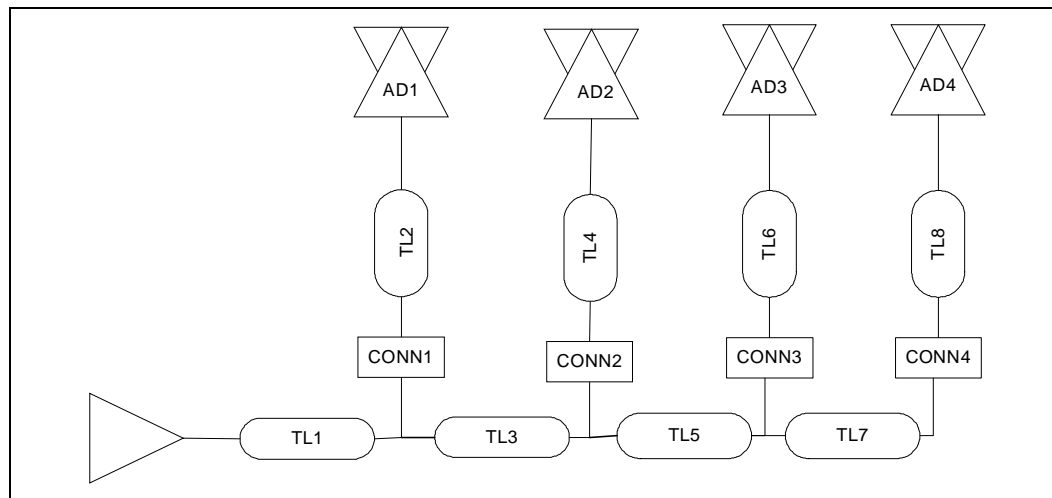 AD1
AD2
AD3
AD4
TL2
TL4
TL6
TL8
CONN1
CONN2
CONN3
CONN4
TL1
TL3
TL5
TL7